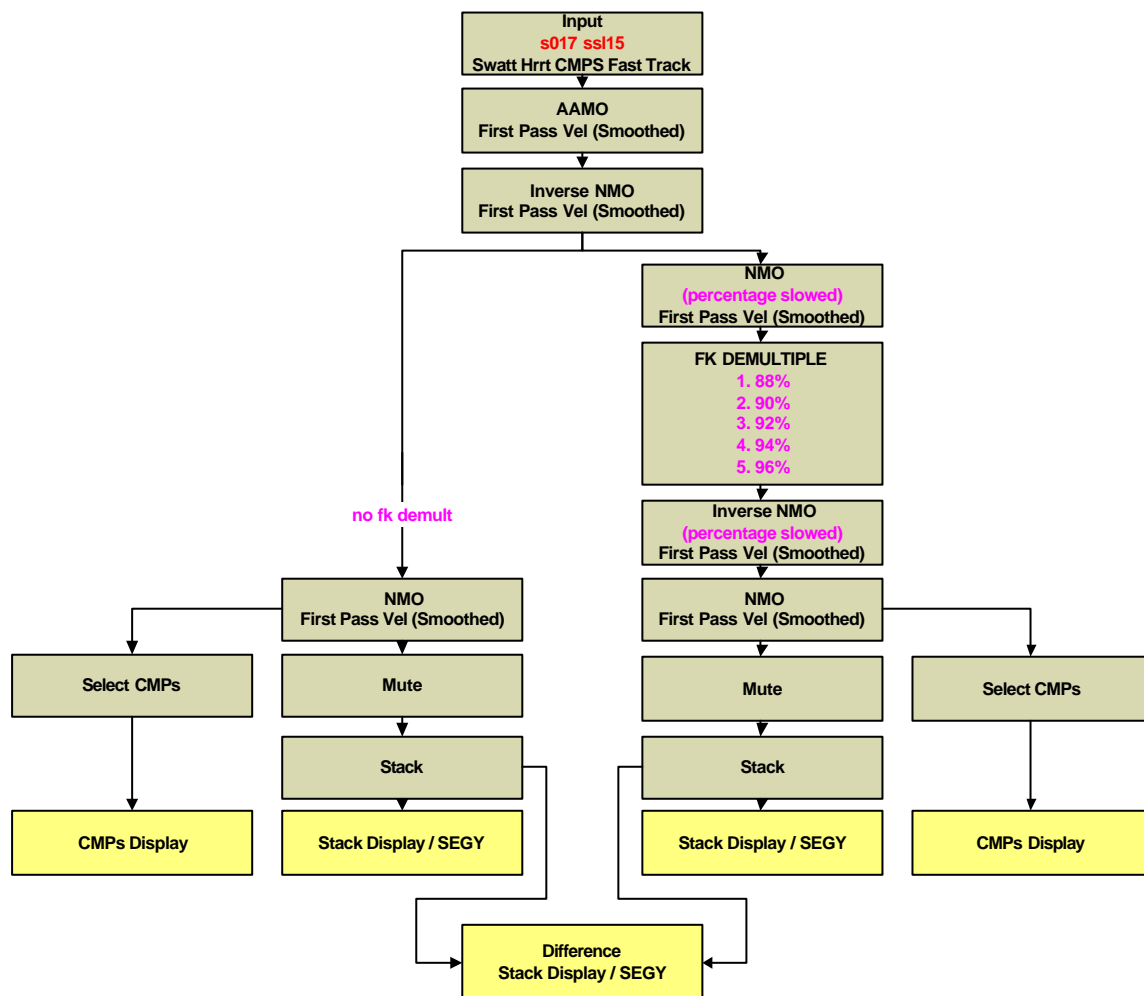 Input
s017 ssl15
Swatt Hrrt CMPS Fast Track
AAMO
First Pass Vel (Smoothed)
Inverse NMO
First Pass Vel (Smoothed)
NMO
(percentage slowed)
First Pass Vel (Smoothed)
FK DEMULTIPLE
1. 88%
2. 90%
3. 92%
4. 94%
5. 96%
no fk demult
Inverse NMO
(percentage slowed)
First Pass Vel (Smoothed)
NMO
First Pass Vel (Smoothed)
NMO
First Pass Vel (Smoothed)
Select CMPs
Mute
Mute
Select CMPs
Stack
Stack
CMPs Display
Stack Display / SEGY
Stack Display / SEGY
CMPs Display
Difference
Stack Display / SEGY